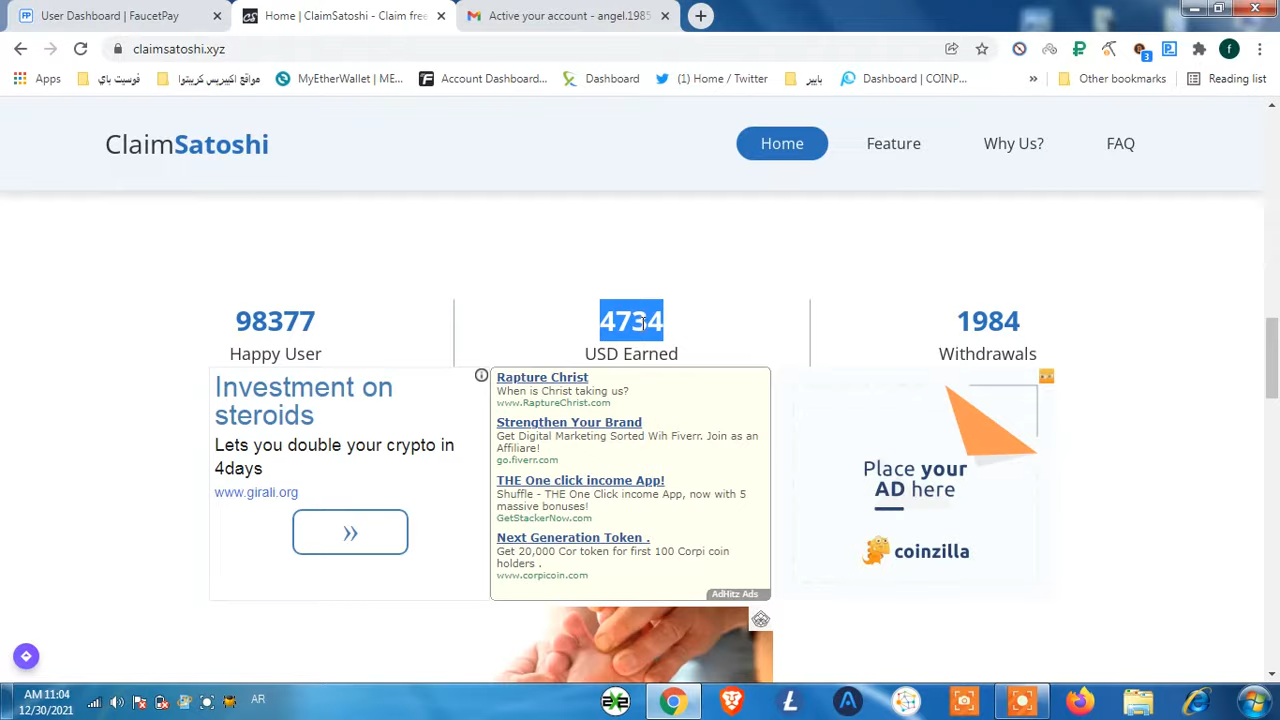 User Dashboard | FaucetPay
Home | ClaimSatoshi - Claim free
Active your account - angel.1985
claimsatoshi.xyz
3
f
Apps
فوسيت باي
مواقع اكبيرس كريبتوا
MyEtherWallet | ME...
Account Dashboard...
Dashboard
(1) Home / Twitter
بايير
Dashboard | COINP...
»
Other bookmarks
Reading list
ClaimSatoshi
Home
Feature
Why Us?
FAQ
98377
Happy User
4734
USD Earned
1984
Withdrawals
Investment on
steroids
Lets you double your crypto in
4days
www.girali.org
»
Rapture Christ
When is Christ taking us?
www.RaptureChrist.com
Strengthen Your Brand
Get Digital Marketing Sorted Wih Fiverr. Join as an
Affiliare!
go.fiverr.com
THE One click income App!
Shuffle - THE One Click income App, now with 5
massive bonuses!
GetStackerNow.com
Next Generation Token .
Get 20,000 Cor token for first 100 Corpi coin
holders .
www.corpicoin.com
AdHitz Ads
Place your
AD here
coinzilla
AM 11:04
12/30/2021
AR